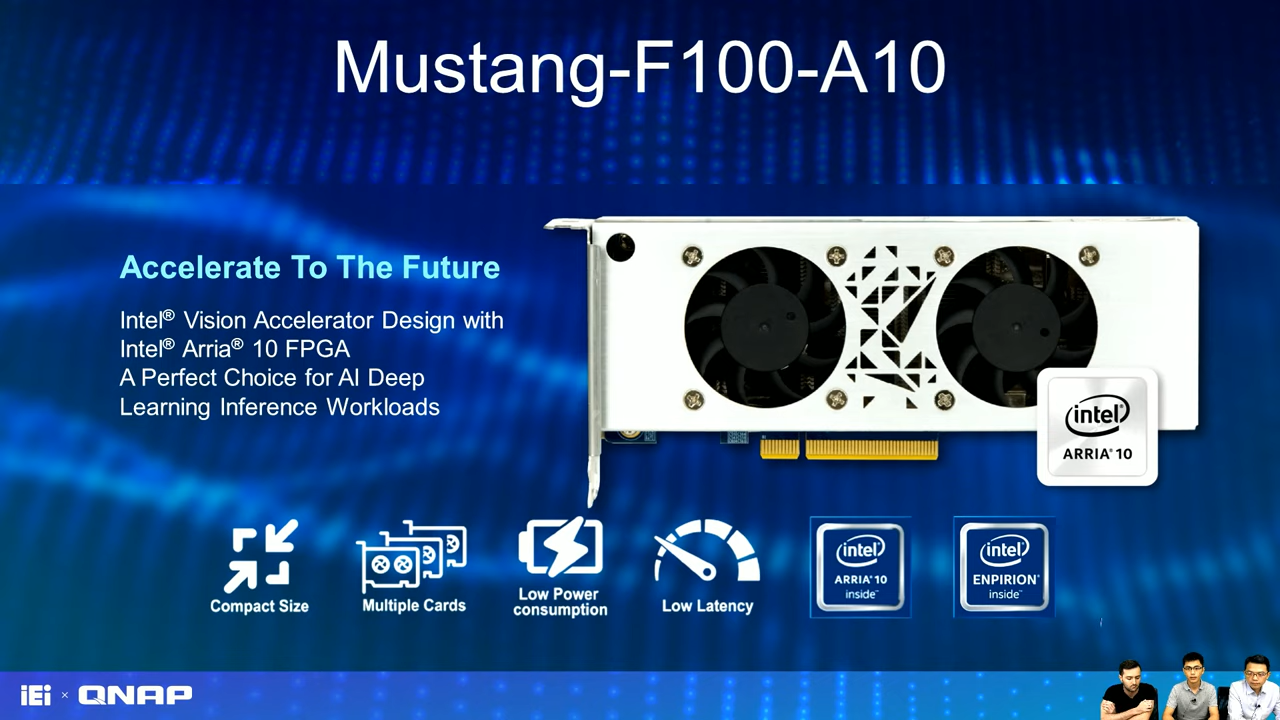 Mustang-F100-A10
Accelerate To The Future
Intel® Vision Accelerator Design with
Intel® Arria® 10 FPGA
A Perfect Choice for AI Deep
Learning Inference Workloads
intel®
ARRIA® 10
Compact Size
Multiple Cards
Low Power
consumption
Low Latency
intel®
ARRIA® 10
inside™
intel®
ENPIRION®
inside™
iEi × QNAP